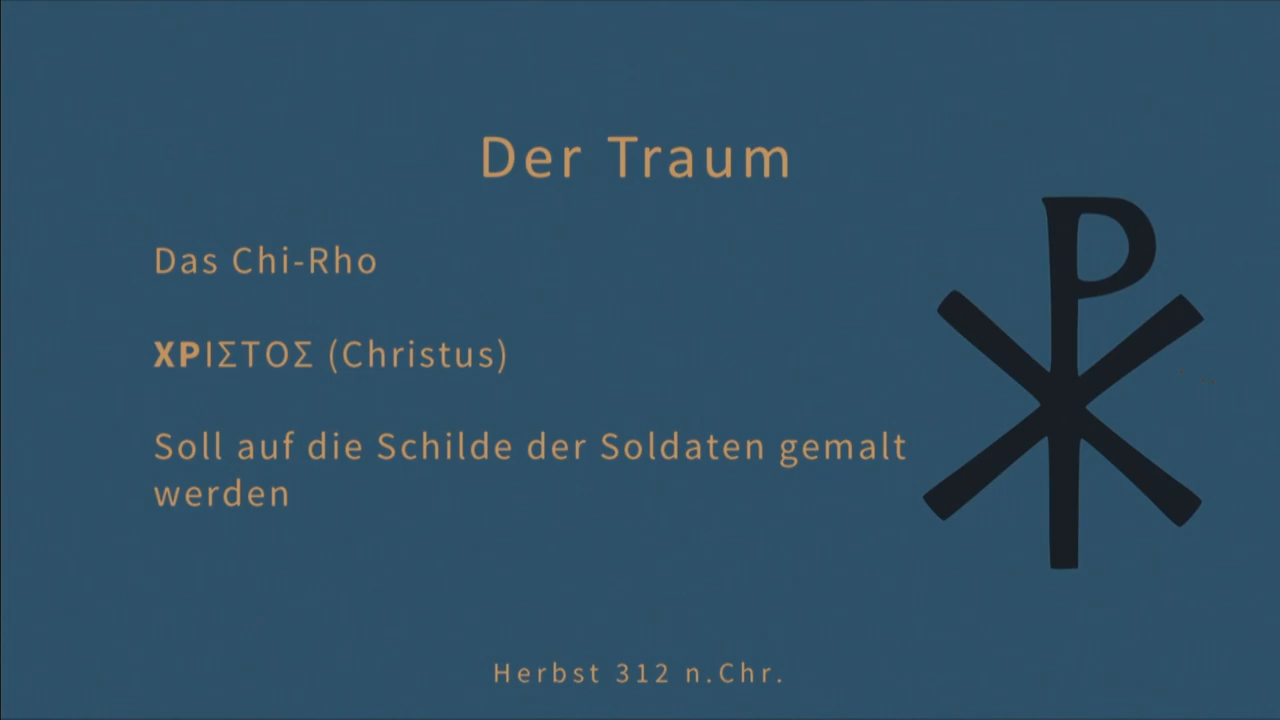 Der Traum
Das Chi-Rho
ΧΡΙΣΤΟΣ (Christus)
Soll auf die Schilde der Soldaten gemalt
werden
Herbst 312 n.Chr.